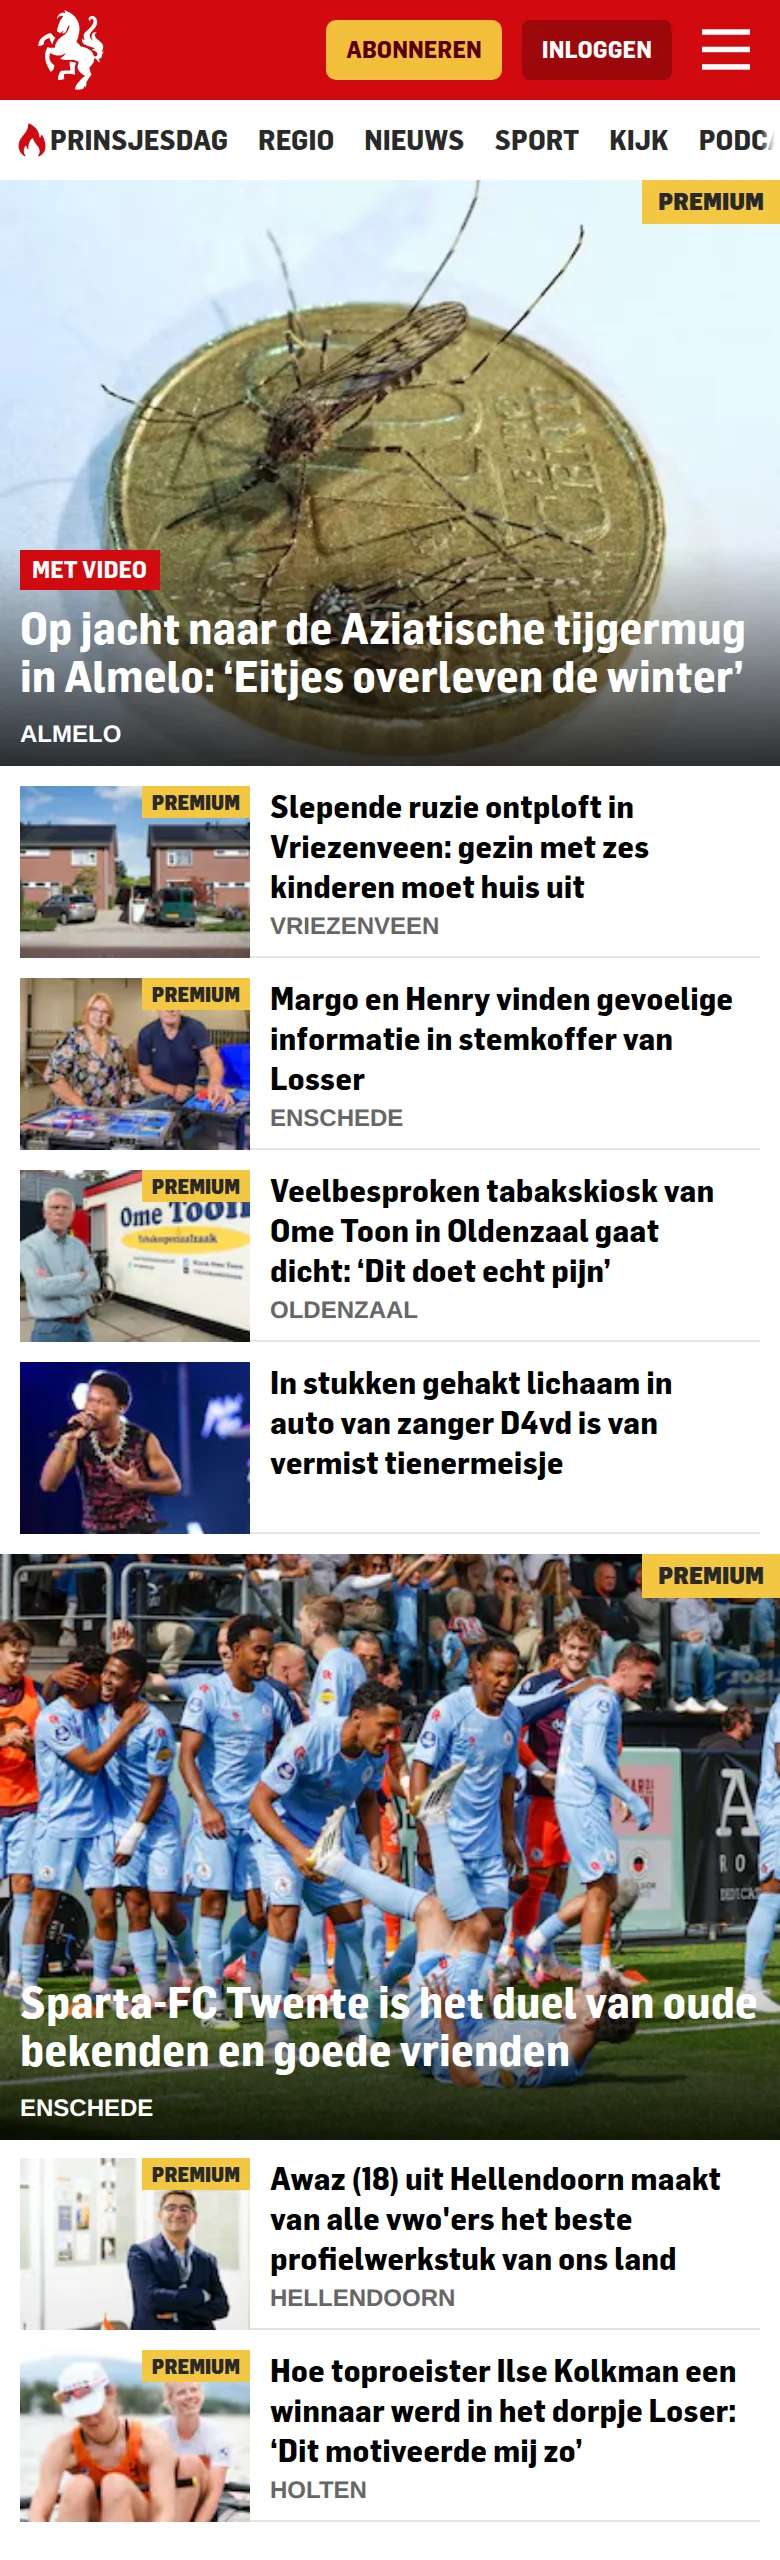 ABONNEREN
INLOGGEN
PRINSJESDAG REGIO NIEUWS SPORT KIJK
PREMIUM
MET VIDEO
Op jacht naar de Aziatische tijgermug
in Almelo: ‘Eitjes overleven de winter’
ALMELO
PREMIUM
Slepende ruzie ontploft in
Vriezenveen: gezin met zes
kinderen moet huis uit
VRIEZENVEEN
PREMIUM
Margo en Henry vinden gevoelige
informatie in stemkoffer van
Losser
ENSCHEDE
PREMIUM
Ome Toon
Veelbesproken tabakskiosk van
Ome Toon in Oldenzaal gaat
dicht: ‘Dit doet echt pijn’
OLDENZAAL
In stukken gehakt lichaam in
auto van zanger D4vd is van
vermist tienermeisje
PREMIUM
Sparta-FC Twente is het duel van oude
bekenden en goede vrienden
ENSCHEDE
PREMIUM
Awaz (18) uit Hellendoorn maakt
van alle vwo'ers het beste
profielwerkstuk van ons land
HELLENDOORN
PREMIUM
Hoe toproeister Ilse Kolkman een
winnaar werd in het dorpje Loser:
‘Dit motiveerde mij zo’
HOLTEN